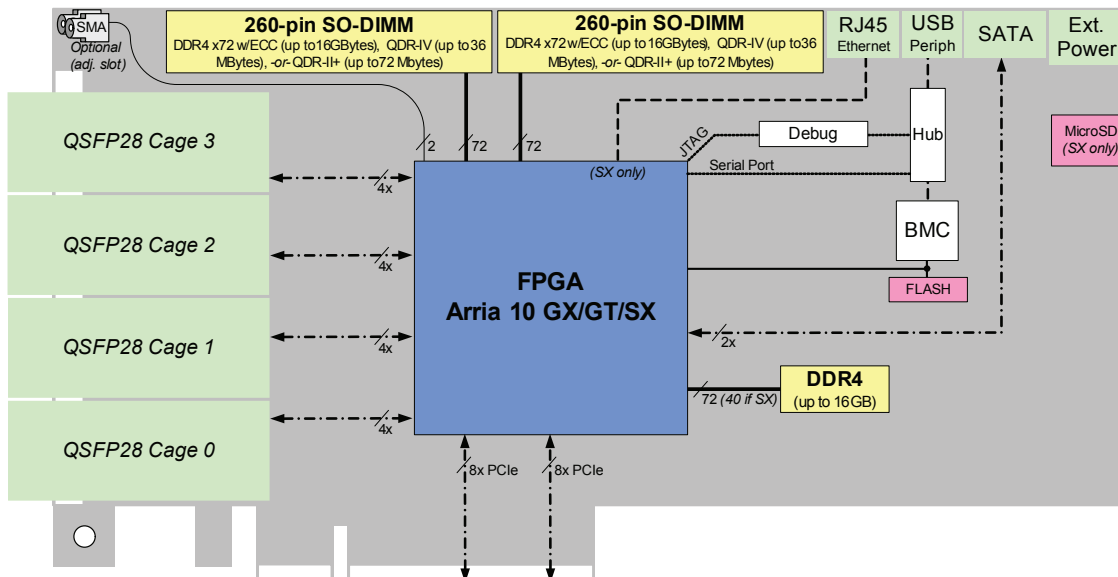 SMA
Optional
(adj. slot)
260-pin SO-DIMM
DDR4 x72 w/ECC (up to16GBytes), QDR-IV (up to 36
MBytes), -or- QDR-II+ (up to72 Mbytes)
260-pin SO-DIMM
DDR4 x72 w/ECC (up to 16GBytes), QDR-IV (up to36
MBytes), -or- QDR-II+ (up to72 Mbytes)
RJ45
Ethernet
USB
Periph
SATA
Ext.
Power
QSFP28 Cage 3
4x
QSFP28 Cage 2
4x
QSFP28 Cage 1
4x
QSFP28 Cage 0
4x
2
72
72
(SX only)
JTAG
Debug
Hub
Serial Port
MicroSD
(SX only)
BMC
FLASH
FPGA
Arria 10 GX/GT/SX
2x
72 (40 if SX)
DDR4
(up to 16GB)
8x PCIe
8x PCIe